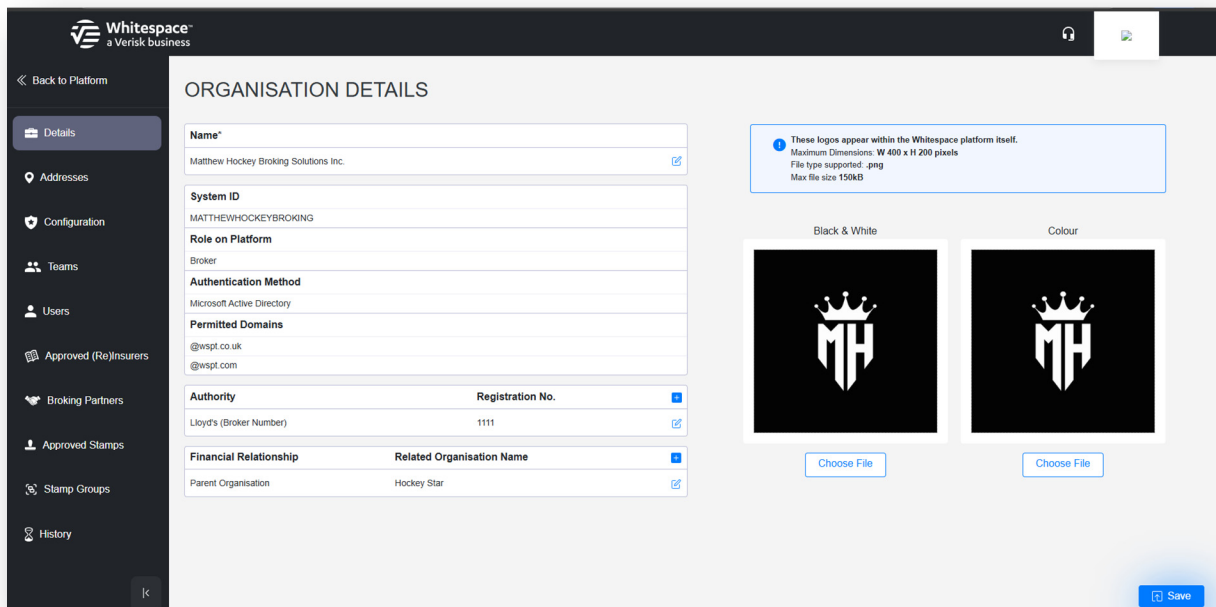 Whitespace™
a Verisk business
Back to Platform
Details
Addresses
Configuration
Teams
Users
Approved (Re)Insurers
Broking Partners
Approved Stamps
Stamp Groups
History
ORGANISATION DETAILS
Name*
Matthew Hockey Broking Solutions Inc.
System ID
MATTHEWHOCKEYBROKING
Role on Platform
Broker
Authentication Method
Microsoft Active Directory
Permitted Domains
@wspt.co.uk
@wspt.com
Authority Registration No.
Lloyd's (Broker Number) 1111
Financial Relationship Related Organisation Name
Parent Organisation Hockey Star
These logos appear within the Whitespace platform itself.
Maximum Dimensions: W 400 x H 200 pixels
File type supported: .png
Max file size 150kB
Black & White
MH
Choose File
Colour
MH
Choose File
Save